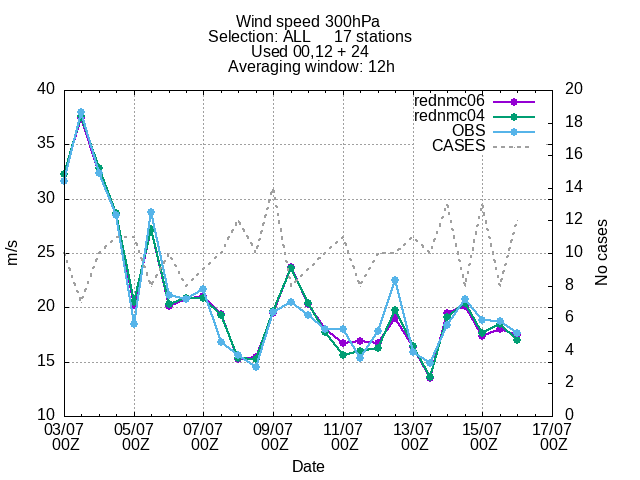 Wind speed 300hPa
Selection: ALL 17 stations
Used 00,12 + 24
Averaging window: 12h
40
35
30
25
20
15
10
m/s
20
18
16
14
12
10
8
6
4
2
0
No cases
rednmc06
rednmc04
OBS
CASES
03/07 05/07 07/07 09/07 11/07 13/07 15/07 17/07
00Z 00Z 00Z 00Z 00Z 00Z 00Z 00Z
Date